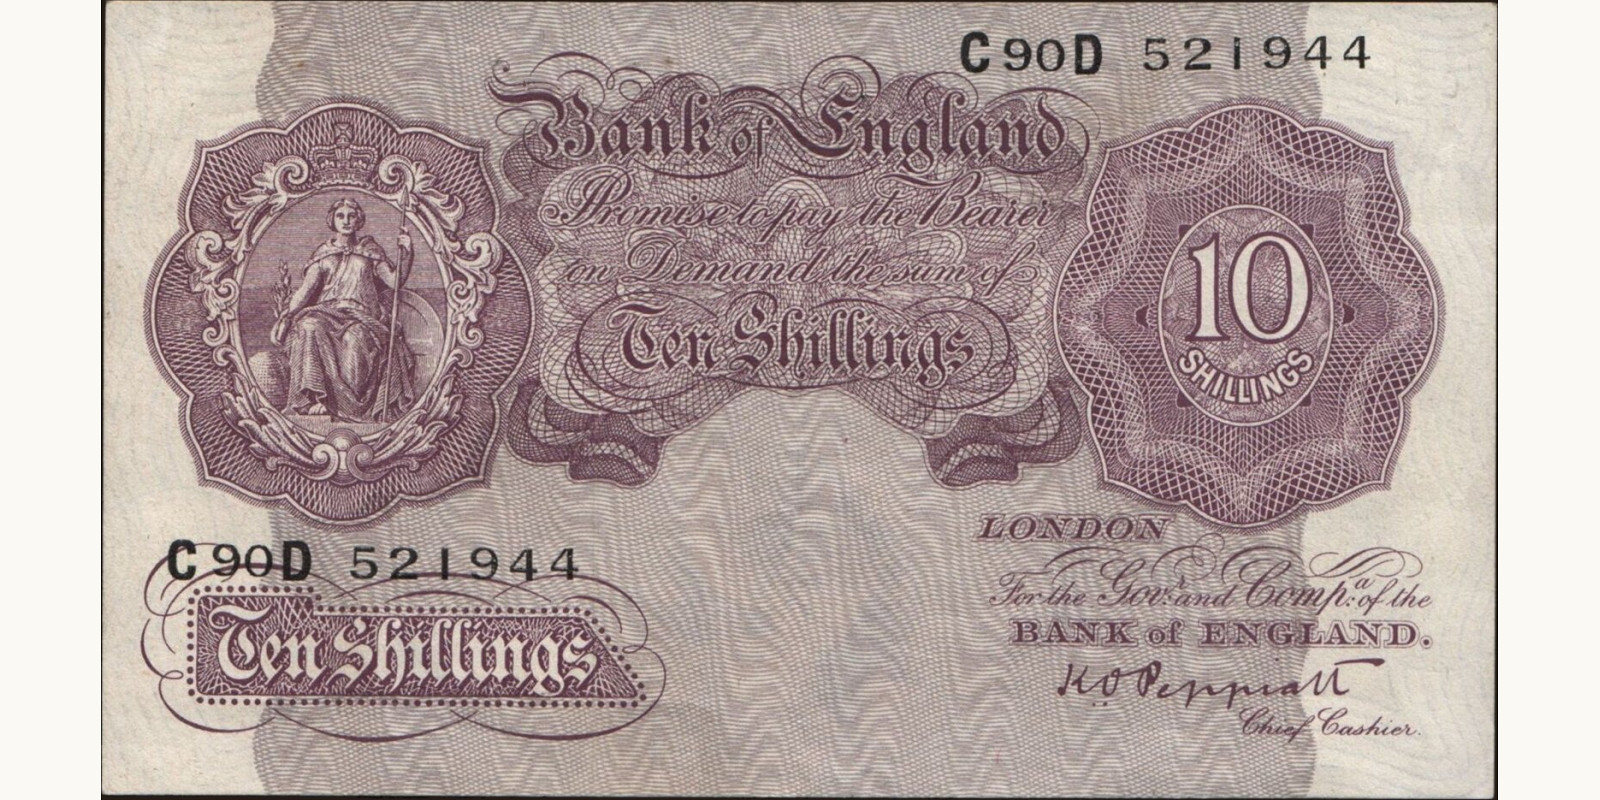 C90D 521944
Bank of England
Promise to pay the Bearer
on Demand the sum of
Ten Shillings
10
SHILLINGS
LONDON
For the Govr. and Compa. of the
BANK of ENGLAND.
K O Peppiatt
Chief Cashier.
C90D 521944
Ten Shillings